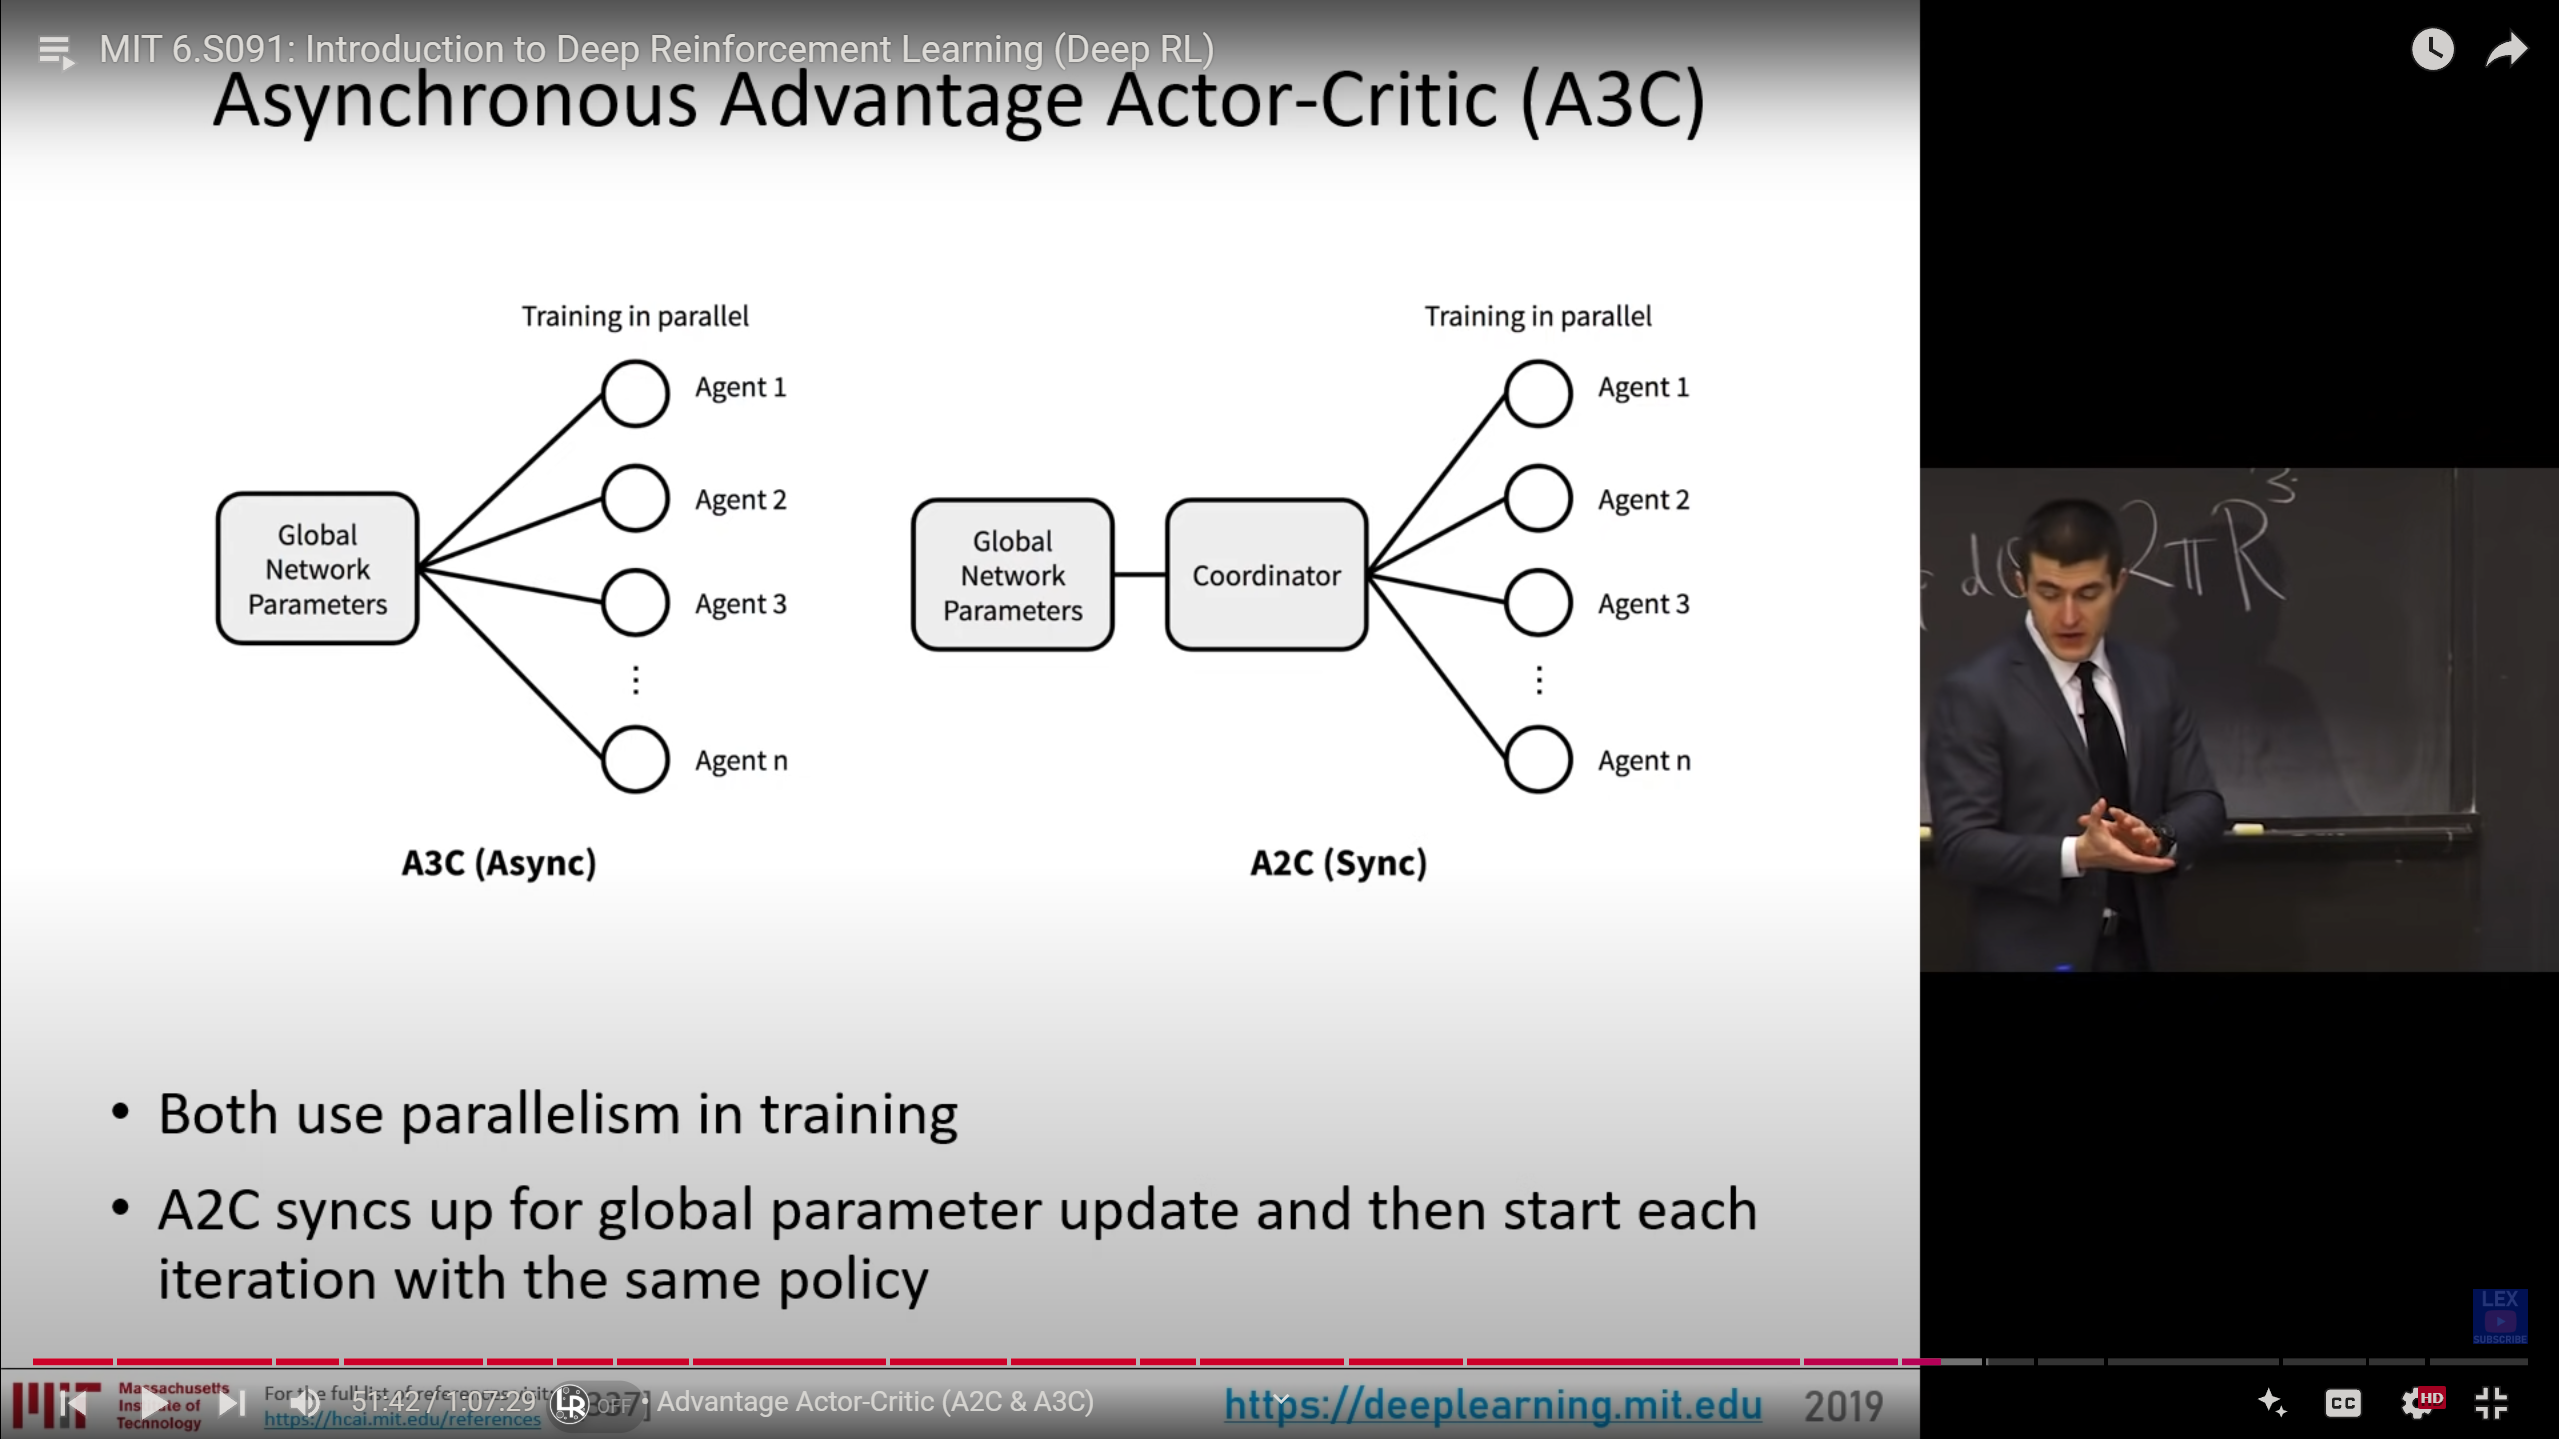 MIT 6.S091: Introduction to Deep Reinforcement Learning (Deep RL)
Asynchronous Advantage Actor-Critic (A3C)
Training in parallel
Agent 1
Agent 2
Agent 3
Agent n
Global
Network
Parameters
A3C (Async)
Training in parallel
Agent 1
Agent 2
Agent 3
Agent n
Global
Network
Parameters
Coordinator
A2C (Sync)
2πR³
• Both use parallelism in training
• A2C syncs up for global parameter update and then start each
iteration with the same policy
LEX
SUBSCRIBE
Massachusetts
Institute of
Technology
For the full list of references visit:
https://hcai.mit.edu/references
337]
51:42 / 1:07:29
LR OFF
• Advantage Actor-Critic (A2C & A3C)
https://deeplearning.mit.edu 2019
CC
HD